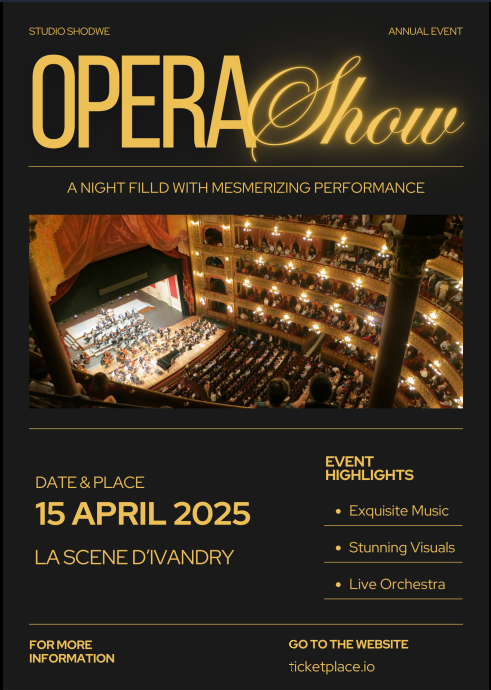 STUDIO SHODWE
ANNUAL EVENT
OPERA Show
A NIGHT FILLD WITH MESMERIZING PERFORMANCE
DATE & PLACE
15 APRIL 2025
LA SCENE D'IVANDRY
EVENT
HIGHLIGHTS
• Exquisite Music
• Stunning Visuals
• Live Orchestra
FOR MORE
INFORMATION
GO TO THE WEBSITE
ticketplace.io